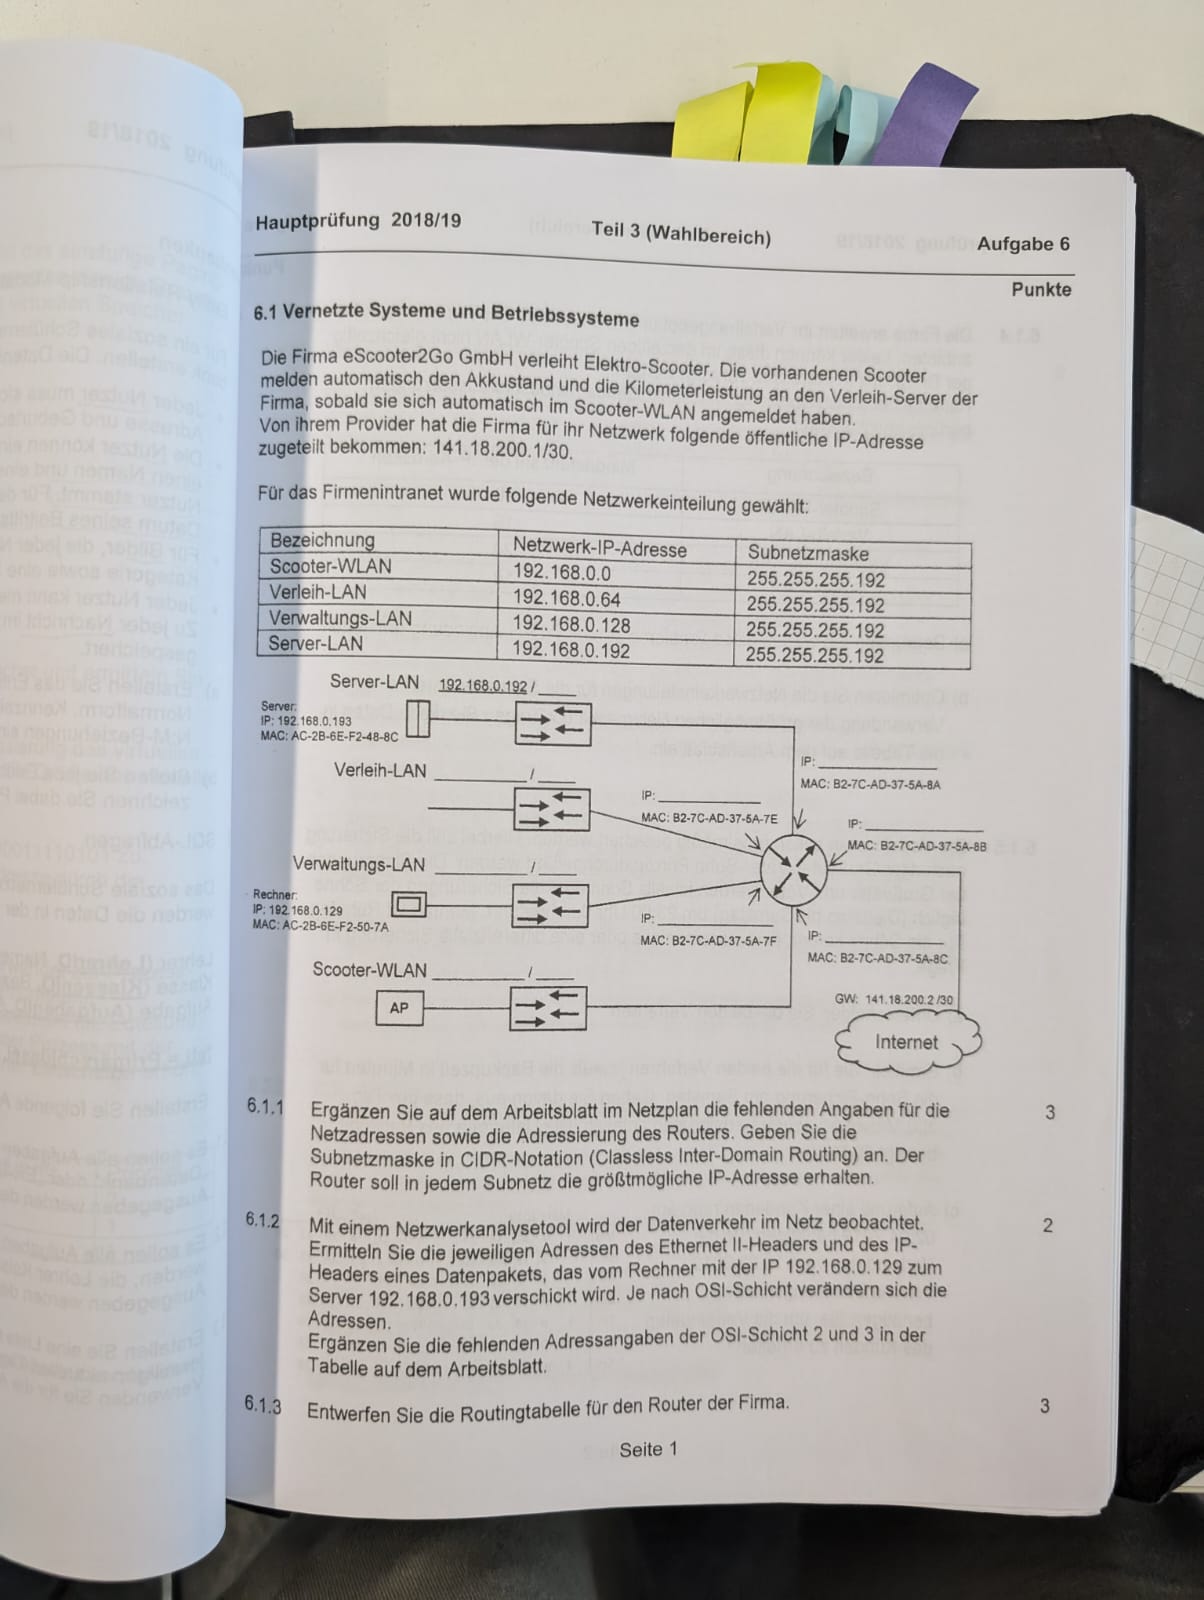 Hauptprüfung 2018/19
Teil 3 (Wahlbereich)
Aufgabe 6
Punkte
6.1 Vernetzte Systeme und Betriebssysteme
Die Firma eScooter2Go GmbH verleiht Elektro-Scooter. Die vorhandenen Scooter
melden automatisch den Akkustand und die Kilometerleistung an den Verleih-Server der
Firma, sobald sie sich automatisch im Scooter-WLAN angemeldet haben.
Von ihrem Provider hat die Firma für ihr Netzwerk folgende öffentliche IP-Adresse
zugeteilt bekommen: 141.18.200.1/30.
Für das Firmenintranet wurde folgende Netzwerkeinteilung gewählt:
Bezeichnung Netzwerk-IP-Adresse Subnetzmaske
Scooter-WLAN 192.168.0.0 255.255.255.192
Verleih-LAN 192.168.0.64 255.255.255.192
Verwaltungs-LAN 192.168.0.128 255.255.255.192
Server-LAN 192.168.0.192 255.255.255.192
Server-LAN 192.168.0.192 / ____
Server:
IP: 192.168.0.193
MAC: AC-2B-6E-F2-48-8C
IP: ____________
MAC: B2-7C-AD-37-5A-8A
Verleih-LAN __________ / ____
IP: ____________
MAC: B2-7C-AD-37-5A-7E
IP: ____________
MAC: B2-7C-AD-37-5A-8B
Verwaltungs-LAN __________ / ____
Rechner:
IP: 192.168.0.129
MAC: AC-2B-6E-F2-50-7A
IP: ____________
MAC: B2-7C-AD-37-5A-7F
IP: ____________
MAC: B2-7C-AD-37-5A-8C
Scooter-WLAN __________ / ____
AP
GW: 141.18.200.2 /30
Internet
6.1.1 Ergänzen Sie auf dem Arbeitsblatt im Netzplan die fehlenden Angaben für die 3
Netzadressen sowie die Adressierung des Routers. Geben Sie die
Subnetzmaske in CIDR-Notation (Classless Inter-Domain Routing) an. Der
Router soll in jedem Subnetz die größtmögliche IP-Adresse erhalten.
6.1.2 Mit einem Netzwerkanalysetool wird der Datenverkehr im Netz beobachtet. 2
Ermitteln Sie die jeweiligen Adressen des Ethernet II-Headers und des IP-
Headers eines Datenpakets, das vom Rechner mit der IP 192.168.0.129 zum
Server 192.168.0.193 verschickt wird. Je nach OSI-Schicht verändern sich die
Adressen.
Ergänzen Sie die fehlenden Adressangaben der OSI-Schicht 2 und 3 in der
Tabelle auf dem Arbeitsblatt.
6.1.3 Entwerfen Sie die Routingtabelle für den Router der Firma. 3
Seite 1